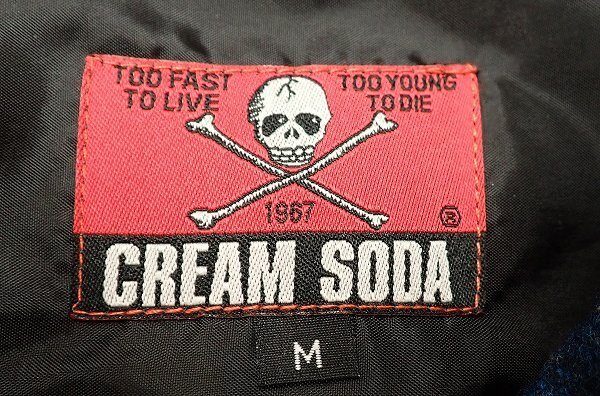 TOO FAST
TO LIVE
TOO YOUNG
TO DIE
1967
®
CREAM SODA
M